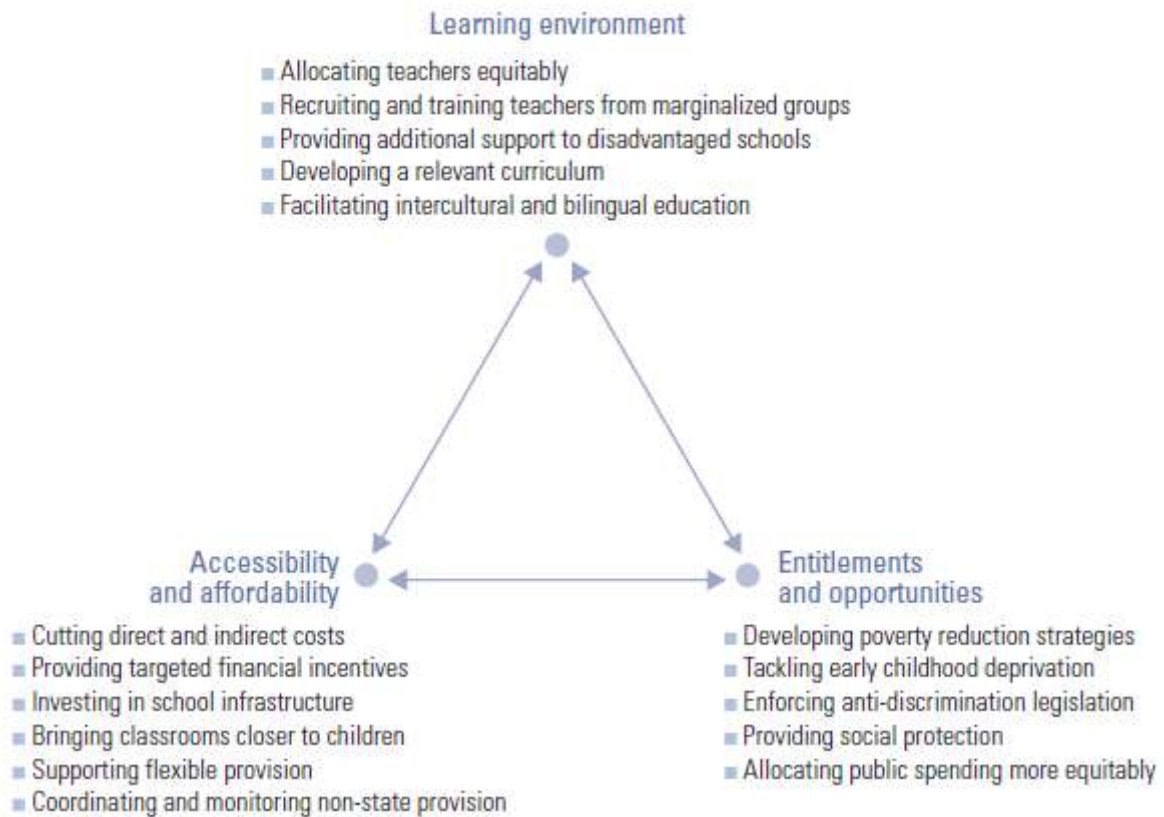 Learning environment
Allocating teachers equitably
Recruiting and training teachers from marginalized groups
Providing additional support to disadvantaged schools
Developing a relevant curriculum
Facilitating intercultural and bilingual education
Accessibility
and affordability
Cutting direct and indirect costs
Providing targeted financial incentives
Investing in school infrastructure
Bringing classrooms closer to children
Supporting flexible provision
Coordinating and monitoring non-state provision
Entitlements
and opportunities
Developing poverty reduction strategies
Tackling early childhood deprivation
Enforcing anti-discrimination legislation
Providing social protection
Allocating public spending more equitably